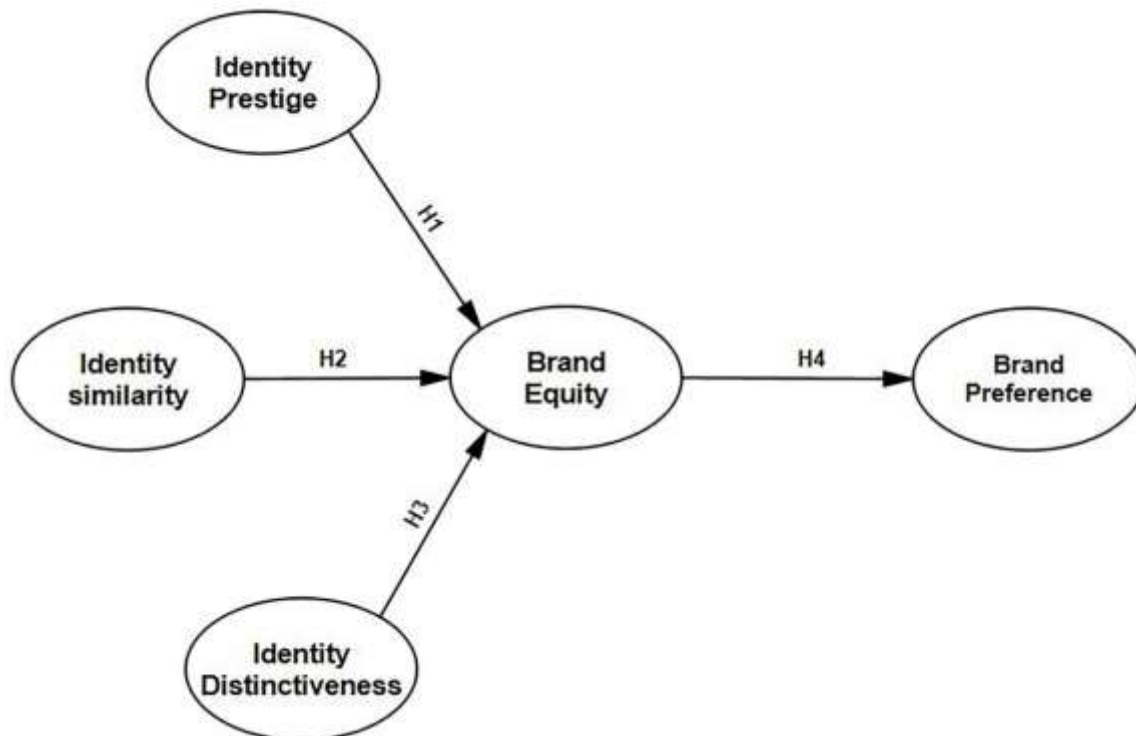 Identity
Prestige
H1
Identity
similarity
H2
Brand
Equity
H4
Brand
Preference
H3
Identity
Distinctiveness